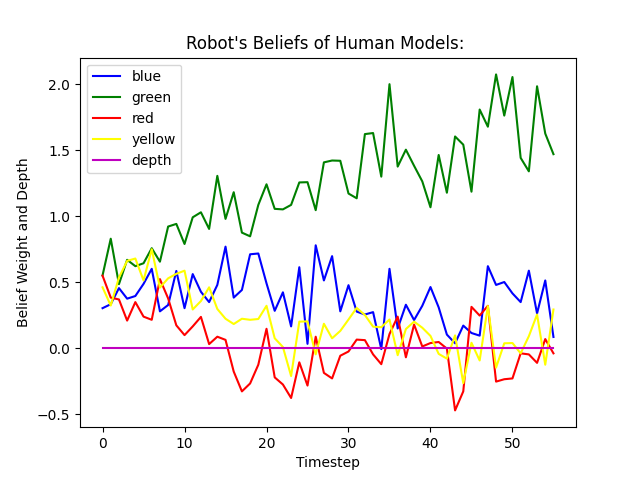 Robot's Beliefs of Human Models:
blue
green
red
yellow
depth
2.0
1.5
1.0
0.5
0.0
−0.5
Belief Weight and Depth
0 10 20 30 40 50
Timestep